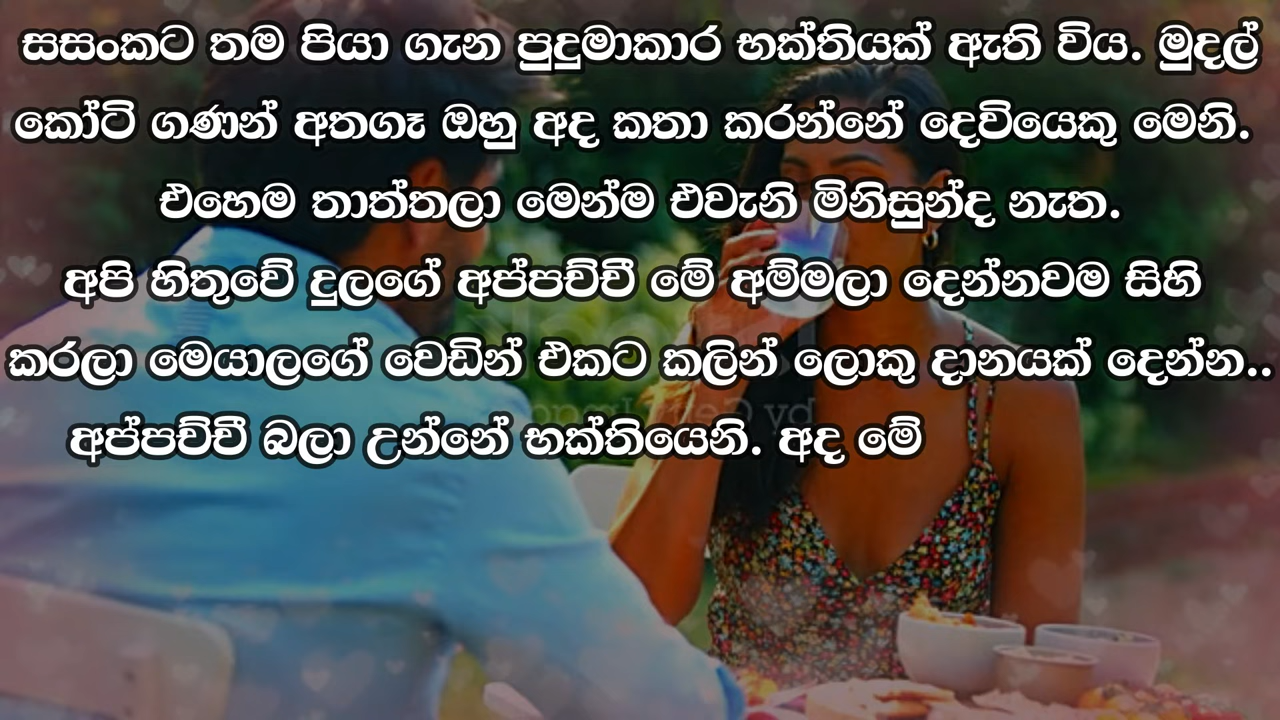 සසංකට තම පියා ගැන පුදුමාකාර භක්තියක් ඇති විය. මුදල්
කෝටි ගණන් අතගෑ ඔහු අද කතා කරන්නේ දෙවියෙකු මෙනි.
එහෙම තාත්තලා මෙන්ම එවැනි මිනිසුන්ද නැත.
අපි හිතුවේ දුලගේ අප්පච්චී මේ අම්මලා දෙන්නවම සිහි
කරලා මෙයාලගේ වෙඩින් එකට කලින් ලොකු දානයක් දෙන්න..
අප්පච්චී බලා උන්නේ භක්තියෙනි. අද මේ